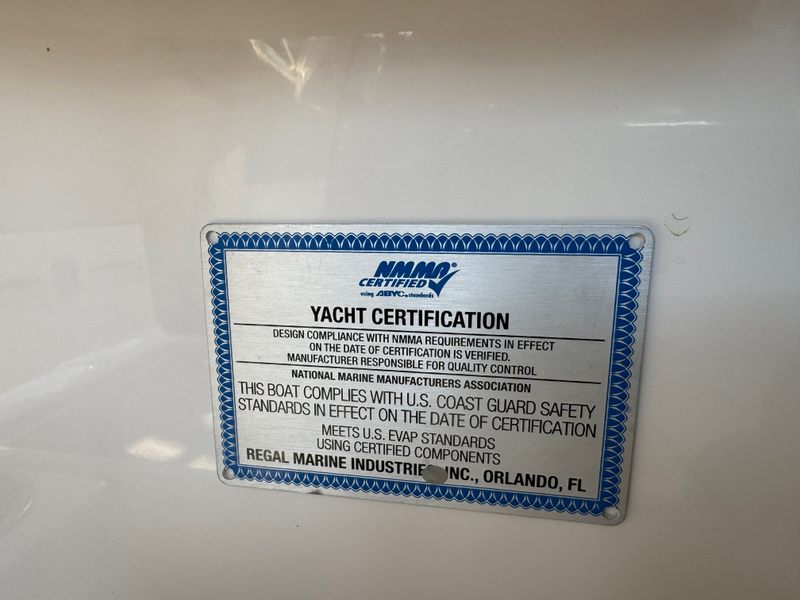 NMMA®
CERTIFIED
using ABYC® standards
YACHT CERTIFICATION
DESIGN COMPLIANCE WITH NMMA REQUIREMENTS IN EFFECT
ON THE DATE OF CERTIFICATION IS VERIFIED.
MANUFACTURER RESPONSIBLE FOR QUALITY CONTROL
NATIONAL MARINE MANUFACTURERS ASSOCIATION
THIS BOAT COMPLIES WITH U.S. COAST GUARD SAFETY
STANDARDS IN EFFECT ON THE DATE OF CERTIFICATION
MEETS U.S. EVAP STANDARDS
USING CERTIFIED COMPONENTS
REGAL MARINE INDUSTRIES, INC., ORLANDO, FL